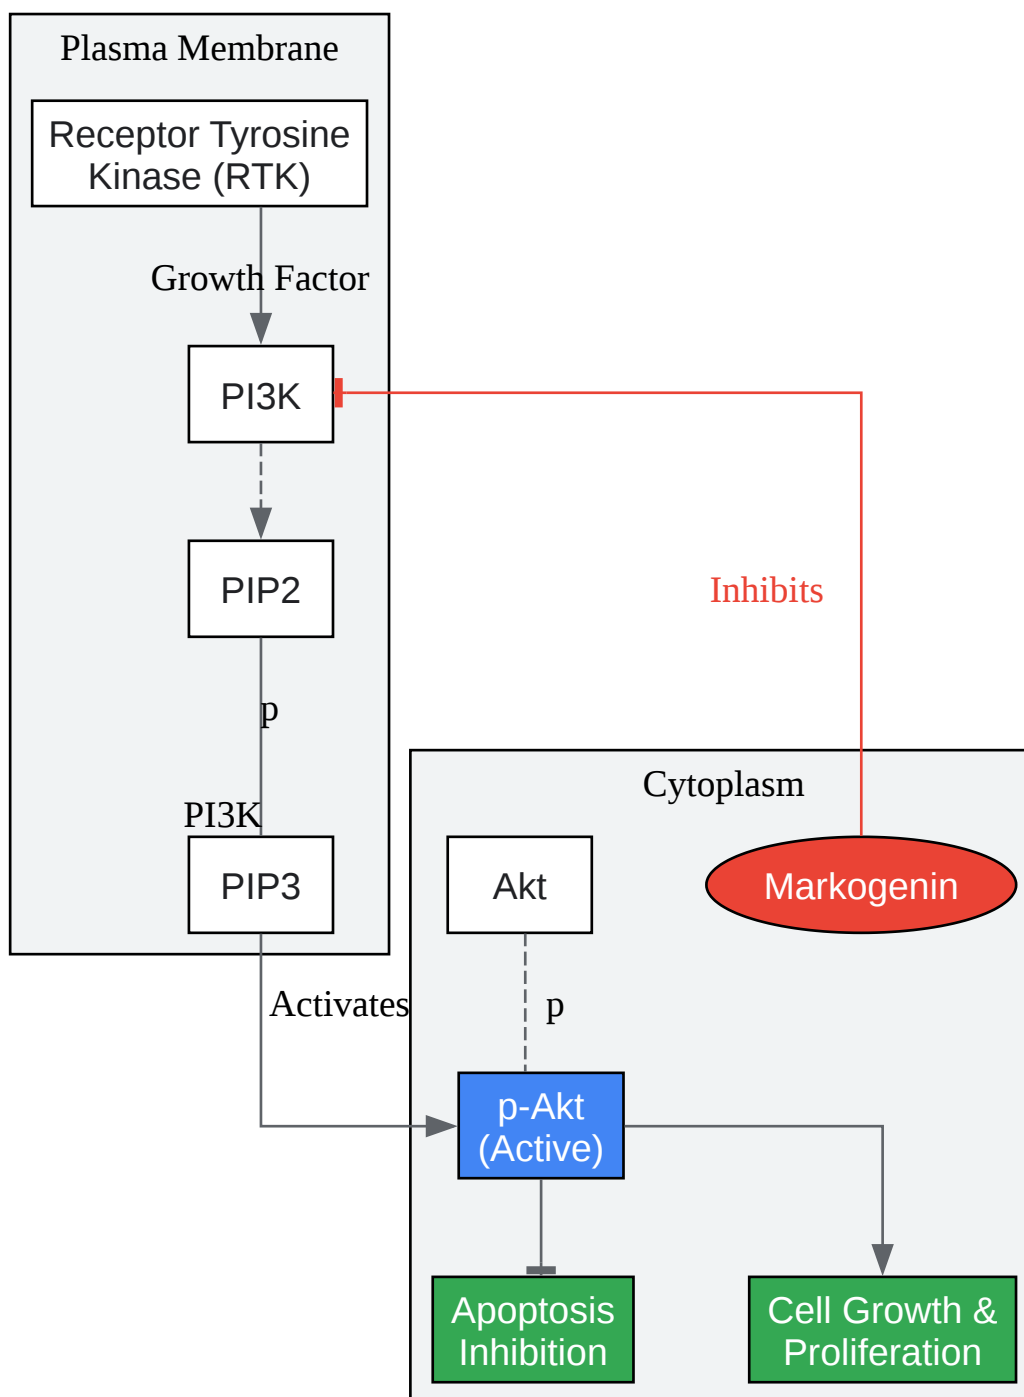 Plasma Membrane
Receptor Tyrosine
Kinase (RTK)
Growth Factor
PI3K
PIP2
Inhibits
p
PI3K
PIP3
Cytoplasm
Akt
Markogenin
Activates
p
p-Akt
(Active)
Apoptosis
Inhibition
Cell Growth &
Proliferation